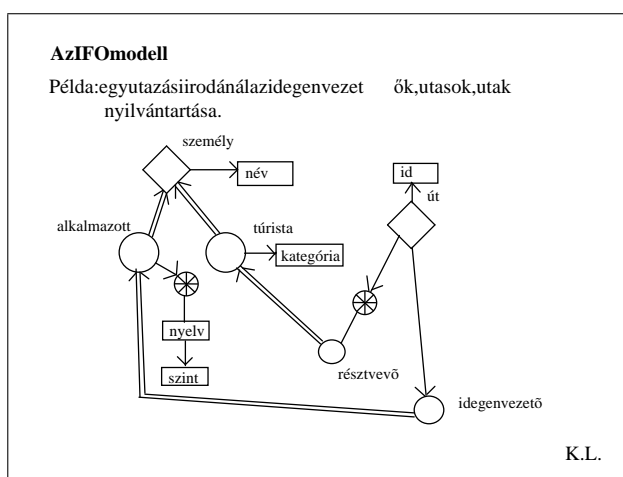 AzIFOmodell
Példa:egyutazásiirodánálazidegenvezet ők,utasok,utak
nyilvántartása.
személy
név
id
út
alkalmazott
túrista
kategória
nyelv
szint
résztvevõ
idegenvezetõ
K.L.